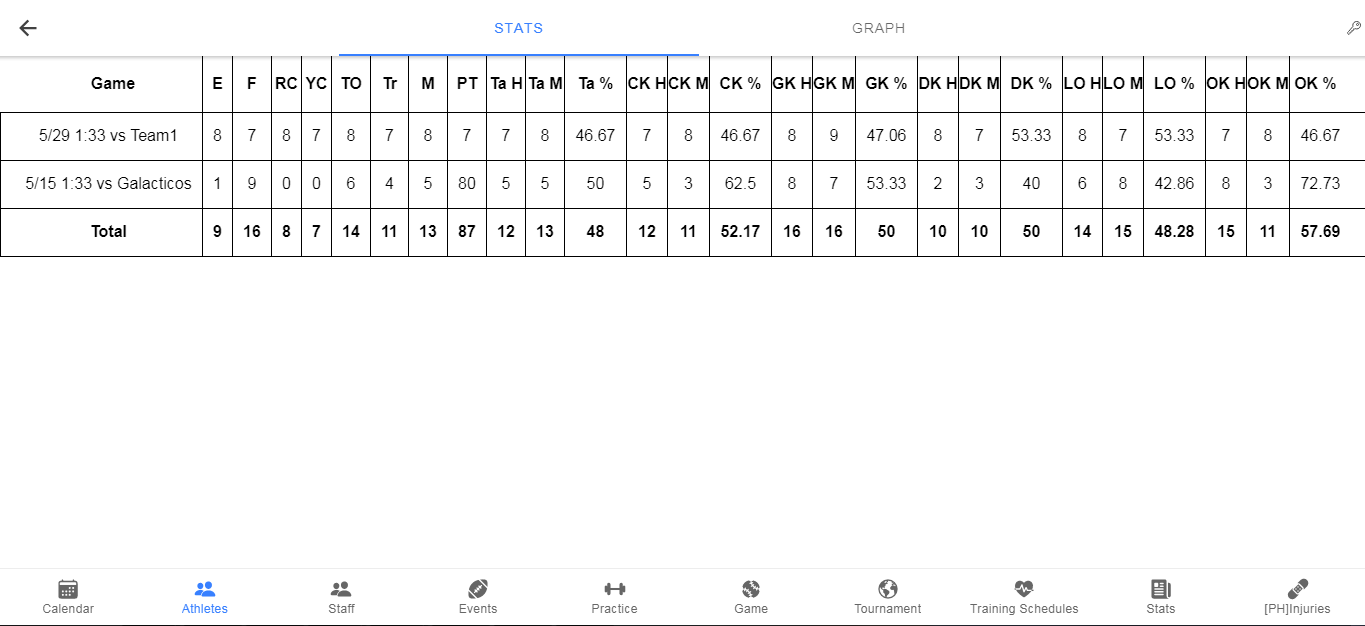 STATS GRAPH
Game E F RC YC TO Tr M PT Ta H Ta M Ta % CK H CK M CK % GK H GK M GK % DK H DK M DK % LO H LO M LO % OK H OK M OK %
5/29 1:33 vs Team1 8 7 8 7 8 7 8 7 7 8 46.67 7 8 46.67 8 9 47.06 8 7 53.33 8 7 53.33 7 8 46.67
5/15 1:33 vs Galacticos 1 9 0 0 6 4 5 80 5 5 50 5 3 62.5 8 7 53.33 2 3 40 6 8 42.86 8 3 72.73
Total 9 16 8 7 14 11 13 87 12 13 48 12 11 52.17 16 16 50 10 10 50 14 15 48.28 15 11 57.69
Calendar Athletes Staff Events Practice Game Tournament Training Schedules Stats [PH]Injuries